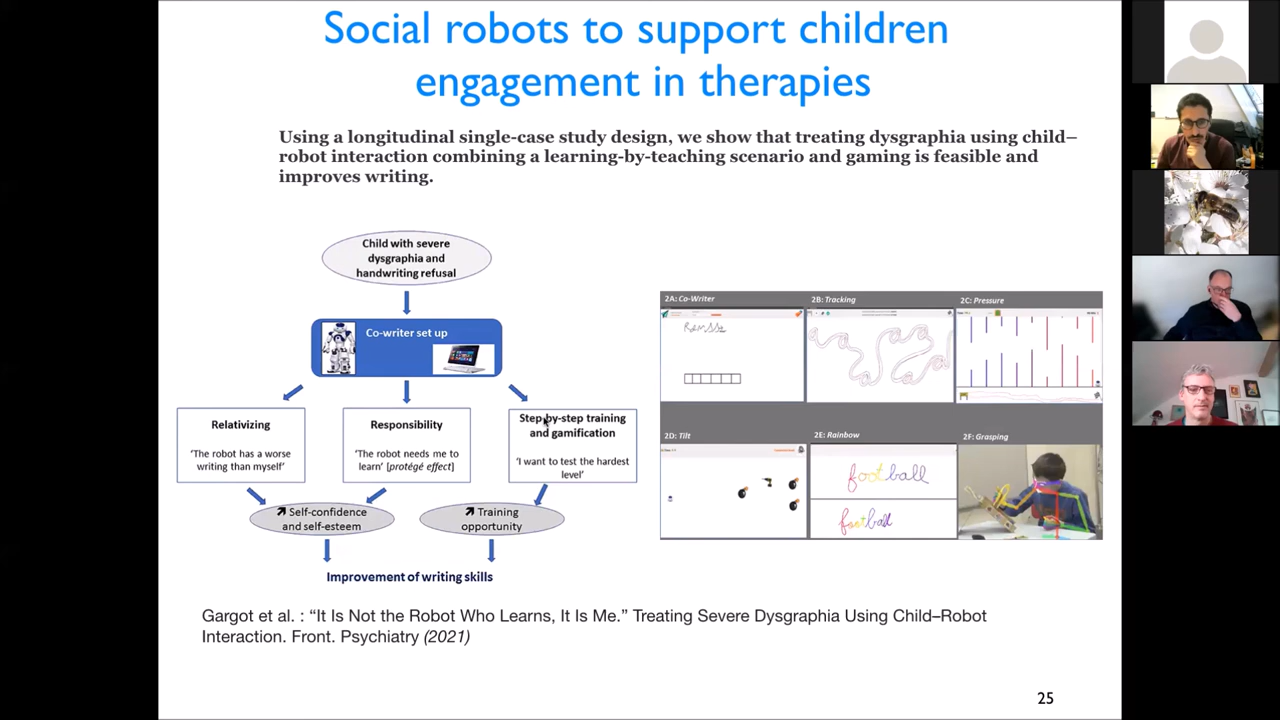 Social robots to support children
engagement in therapies
Using a longitudinal single-case study design, we show that treating dysgraphia using child–
robot interaction combining a learning-by-teaching scenario and gaming is feasible and
improves writing.
Child with severe
dysgraphia and
handwriting refusal
Co-writer set up
Relativizing
'The robot has a worse
writing than myself'
Responsibility
'The robot needs me to
learn' [protégé effect]
Step-by-step training
and gamification
'I want to test the hardest
level'
↗ Self-confidence
and self-esteem
↗ Training
opportunity
Improvement of writing skills
2A: Co-Writer
2B: Tracking
2C: Pressure
2D: Tilt
2E: Rainbow
2F: Grasping
football
football
Gargot et al. : “It Is Not the Robot Who Learns, It Is Me.” Treating Severe Dysgraphia Using Child–Robot
Interaction. Front. Psychiatry (2021)
25